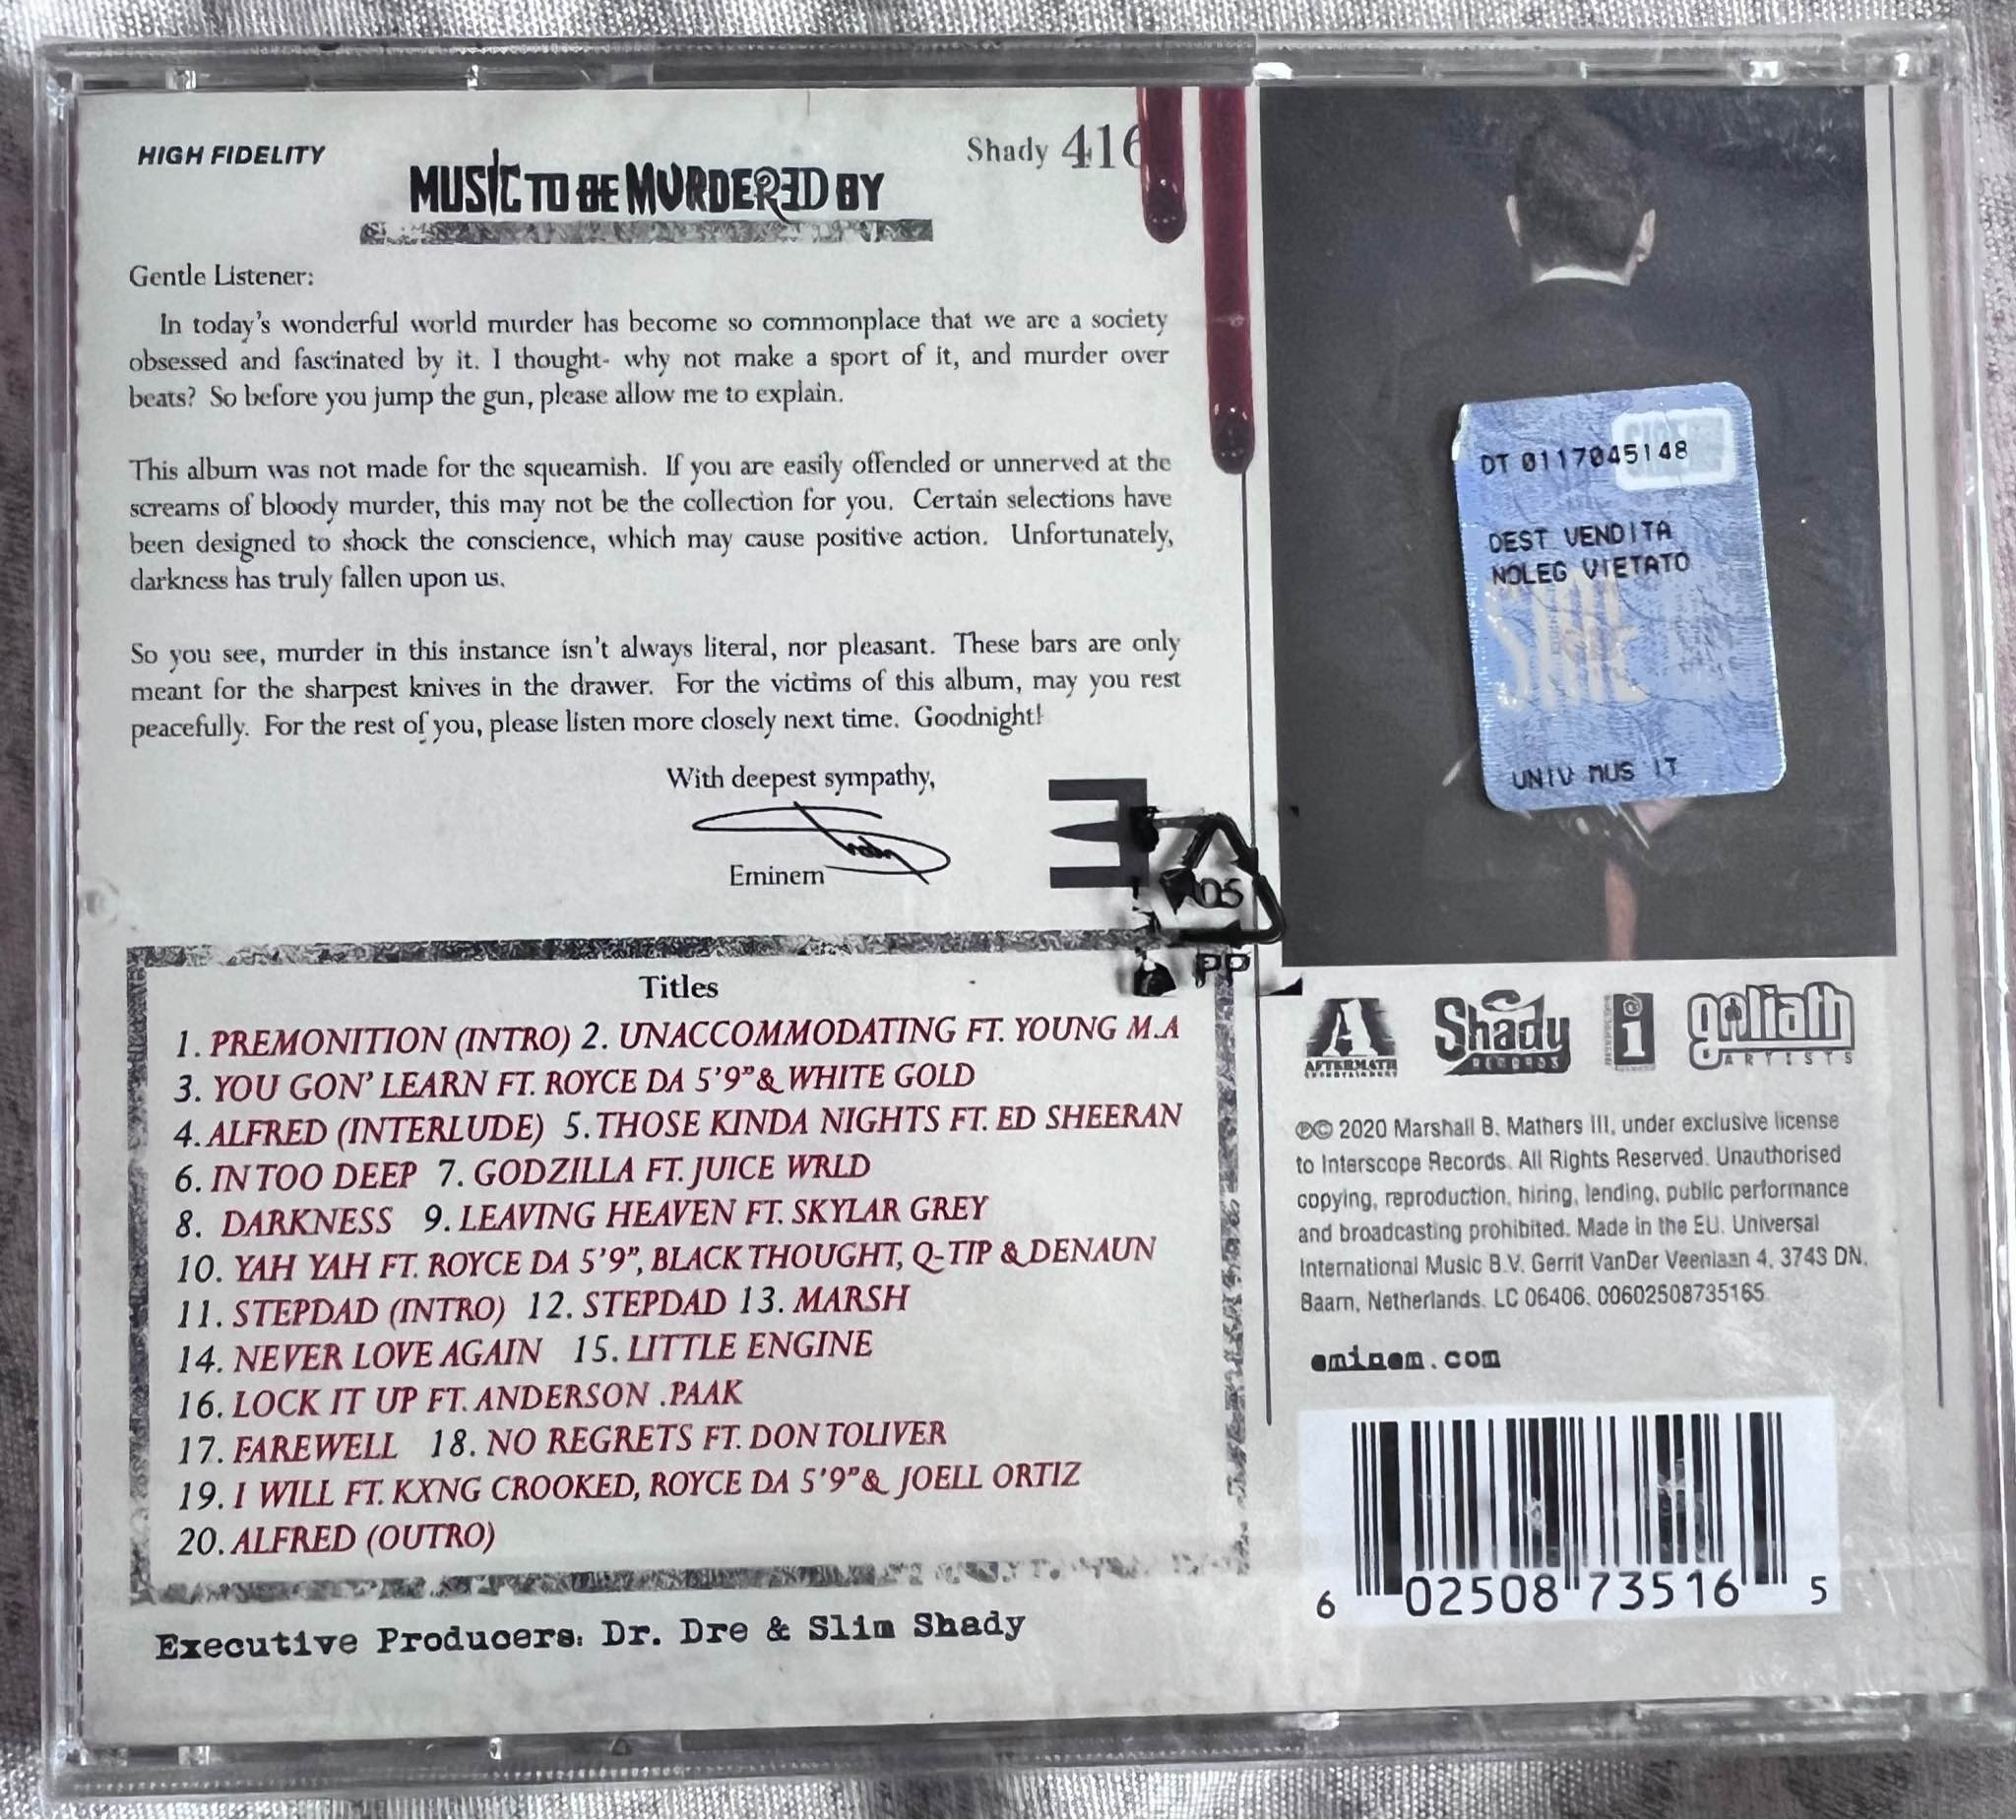 HIGH FIDELITY
Shady 416
MUSIC TO BE MURDERED BY
Gentle Listener:
In today's wonderful world murder has become so commonplace that we are a society
obsessed and fascinated by it. I thought- why not make a sport of it, and murder over
beats? So before you jump the gun, please allow me to explain.
This album was not made for the squeamish. If you are easily offended or unnerved at the
screams of bloody murder, this may not be the collection for you. Certain selections have
been designed to shock the conscience, which may cause positive action. Unfortunately,
darkness has truly fallen upon us.
So you see, murder in this instance isn't always literal, nor pleasant. These bars are only
meant for the sharpest knives in the drawer. For the victims of this album, may you rest
peacefully. For the rest of you, please listen more closely next time. Goodnight!
With deepest sympathy,
Eminem
E
05
PP
Titles
1. PREMONITION (INTRO) 2. UNACCOMMODATING FT. YOUNG M.A
3. YOU GON' LEARN FT. ROYCE DA 5'9" & WHITE GOLD
4. ALFRED (INTERLUDE) 5. THOSE KINDA NIGHTS FT. ED SHEERAN
6. IN TOO DEEP 7. GODZILLA FT. JUICE WRLD
8. DARKNESS 9. LEAVING HEAVEN FT. SKYLAR GREY
10. YAH YAH FT. ROYCE DA 5'9", BLACK THOUGHT, Q-TIP & DENAUN
11. STEPDAD (INTRO) 12. STEPDAD 13. MARSH
14. NEVER LOVE AGAIN 15. LITTLE ENGINE
16. LOCK IT UP FT. ANDERSON .PAAK
17. FAREWELL 18. NO REGRETS FT. DON TOLIVER
19. I WILL FT. KXNG CROOKED, ROYCE DA 5'9" & JOELL ORTIZ
20. ALFRED (OUTRO)
Executive Producers: Dr. Dre & Slim Shady
DT 0117045148
DEST VENDITA
NOLEG VIETATO
SIAE
UNIV MUS IT
A
AFTERMATH
ENTERTAINMENT
Shady
RECORDS
i
goliath
ARTISTS
℗© 2020 Marshall B. Mathers III, under exclusive license
to Interscope Records. All Rights Reserved. Unauthorised
copying, reproduction, hiring, lending, public performance
and broadcasting prohibited. Made in the EU. Universal
International Music B.V. Gerrit VanDer Veenlaan 4, 3743 DN,
Baarn, Netherlands. LC 06406. 00602508735165
eminem.com
6 02508 73516 5